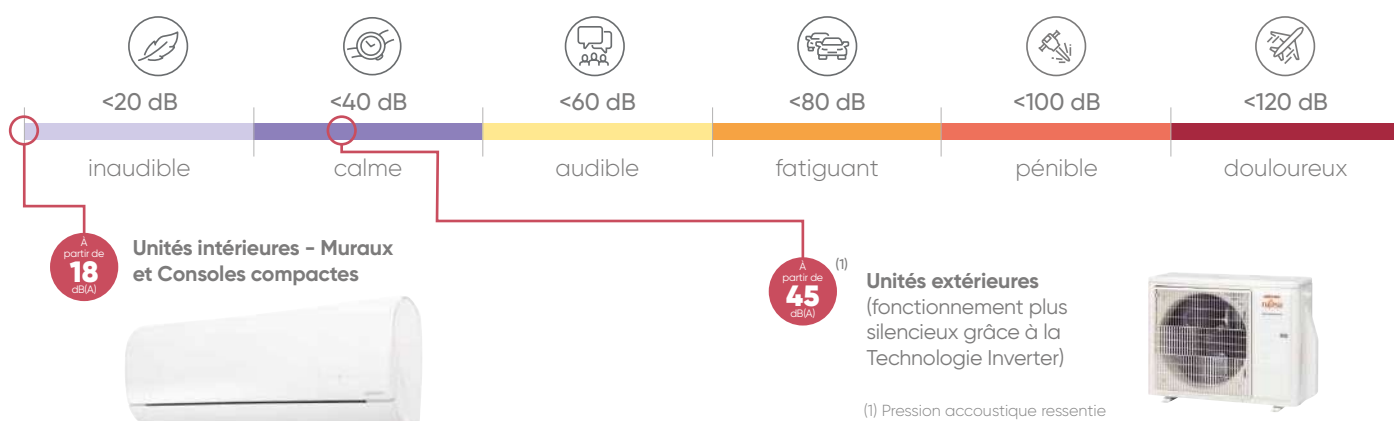 <20 dB
<40 dB
<60 dB
<80 dB
<100 dB
<120 dB
inaudible
calme
audible
fatiguant
pénible
douloureux
À
partir de
18
dB(A)
Unités intérieures - Muraux
et Consoles compactes
À
partir de
45
dB(A)
(1)
Unités extérieures
(fonctionnement plus
silencieux grâce à la
Technologie Inverter)
FUJITSU
(1) Pression accoustique ressentie